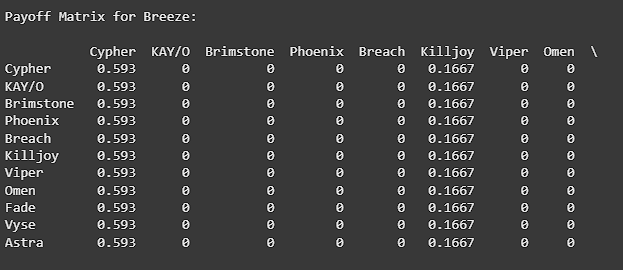 Payoff Matrix for Breeze:
Cypher KAY/O Brimstone Phoenix Breach Killjoy Viper Omen \
Cypher 0.593 0 0 0 0 0.1667 0 0
KAY/O 0.593 0 0 0 0 0.1667 0 0
Brimstone 0.593 0 0 0 0 0.1667 0 0
Phoenix 0.593 0 0 0 0 0.1667 0 0
Breach 0.593 0 0 0 0 0.1667 0 0
Killjoy 0.593 0 0 0 0 0.1667 0 0
Viper 0.593 0 0 0 0 0.1667 0 0
Omen 0.593 0 0 0 0 0.1667 0 0
Fade 0.593 0 0 0 0 0.1667 0 0
Vyse 0.593 0 0 0 0 0.1667 0 0
Astra 0.593 0 0 0 0 0.1667 0 0